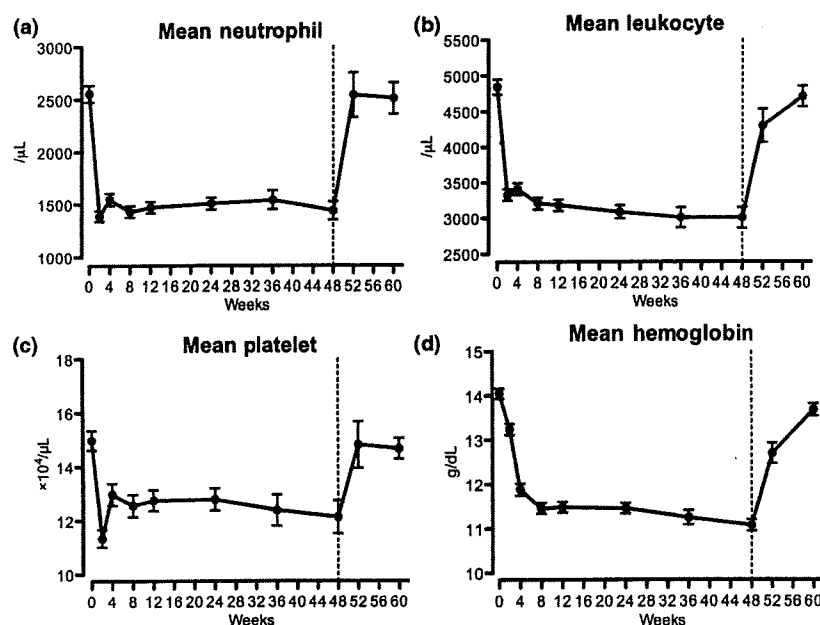 (a) Mean neutrophil
3000
2500
2000
1500
1000
/μL
0 4 8 12 16 20 24 28 32 36 40 44 48 52 56 60
Weeks
(b) Mean leukocyte
5500
5000
4500
4000
3500
3000
2500
/μL
0 4 8 12 16 20 24 28 32 36 40 44 48 52 56 60
Weeks
(c) Mean platelet
18
16
14
12
10
×10⁴/μL
0 4 8 12 16 20 24 28 32 36 40 44 48 52 56 60
Weeks
(d) Mean hemoglobin
15
14
13
12
11
10
g/dL
0 4 8 12 16 20 24 28 32 36 40 44 48 52 56 60
Weeks